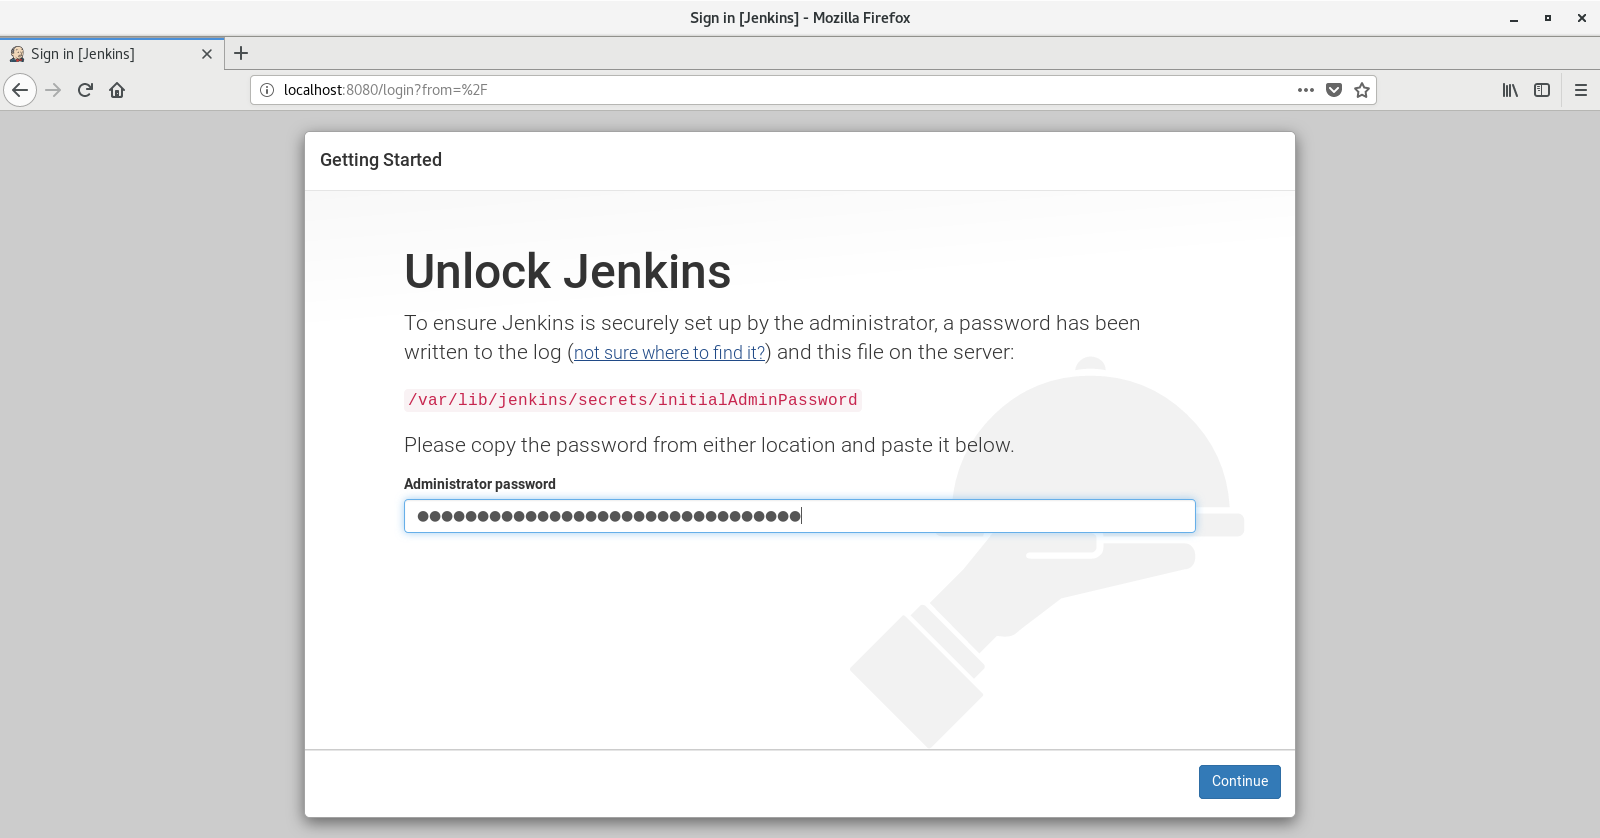 Sign in [Jenkins] - Mozilla Firefox
Sign in [Jenkins]
localhost:8080/login?from=%2F
Getting Started
Unlock Jenkins
To ensure Jenkins is securely set up by the administrator, a password has been
written to the log (not sure where to find it?) and this file on the server:
/var/lib/jenkins/secrets/initialAdminPassword
Please copy the password from either location and paste it below.
Administrator password
●●●●●●●●●●●●●●●●●●●●●●●●●●●●●●●●
Continue